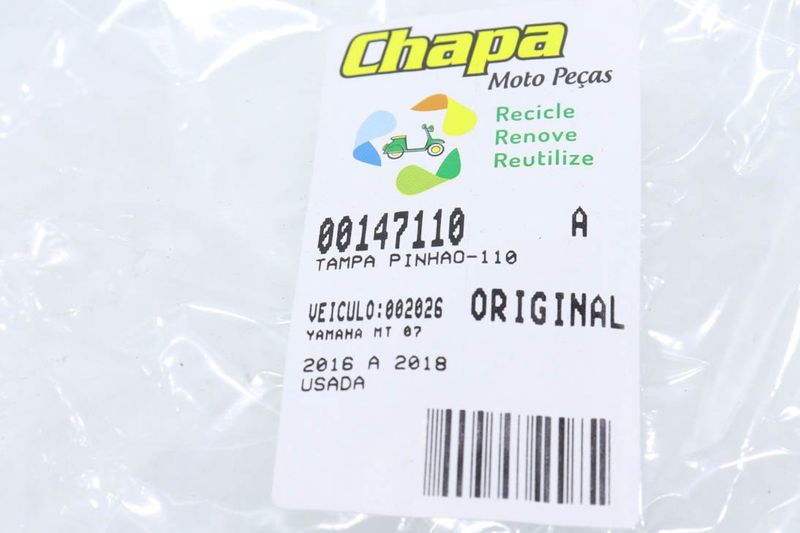 Chapa
Moto Peças
Recicle
Renove
Reutilize
00147110 A
TAMPA PINHAO-110
VEICULO:002026 ORIGINAL
YAMAHA MT 07
2016 A 2018
USADA